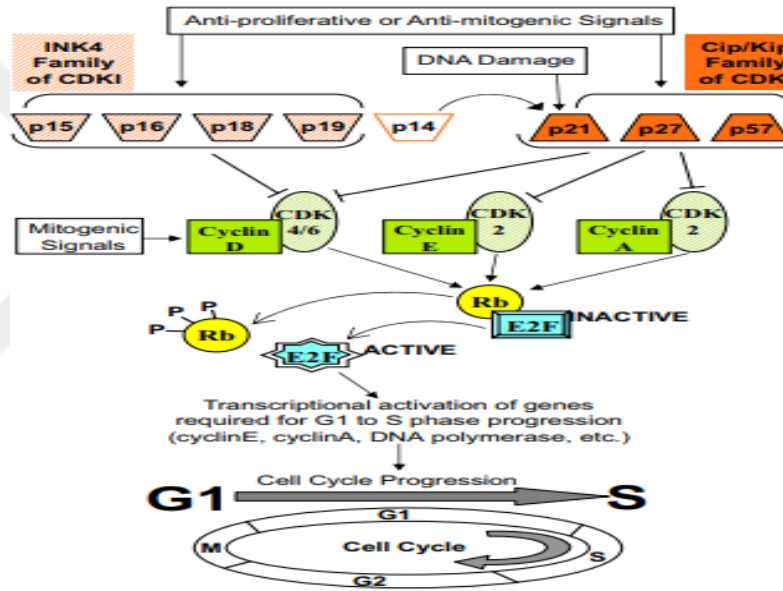 Anti-proliferative or Anti-mitogenic Signals
INK4
Family
of CDKI
DNA Damage
Cip/Kip
Family
of CDK
p15
p16
p18
p19
p14
p21
p27
p57
Mitogenic
Signals
Cyclin
D
CDK
4/6
Cyclin
E
CDK
2
Cyclin
A
CDK
2
Rb
E2F
INACTIVE
P
P
P
Rb
E2F
ACTIVE
Transcriptional activation of genes
required for G1 to S phase progression
(cyclinE, cyclinA, DNA polymerase, etc.)
Cell Cycle Progression
G1
S
G1
M
Cell Cycle
S
G2